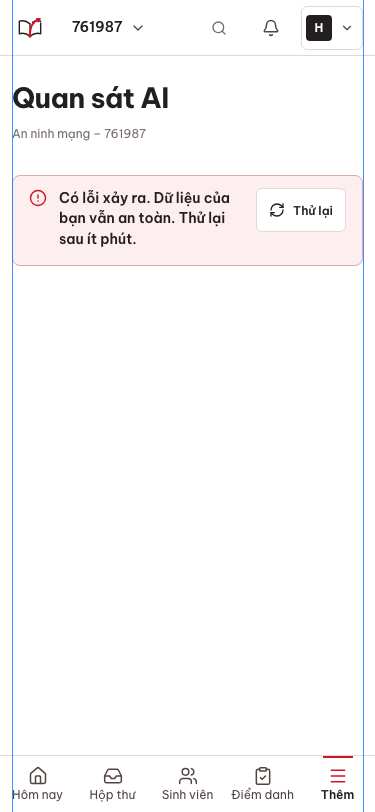 761987
H
Quan sát AI
An ninh mạng – 761987
Có lỗi xảy ra. Dữ liệu của
bạn vẫn an toàn. Thử lại
sau ít phút.
Thử lại
Hôm nay
Hộp thư
Sinh viên
Điểm danh
Thêm